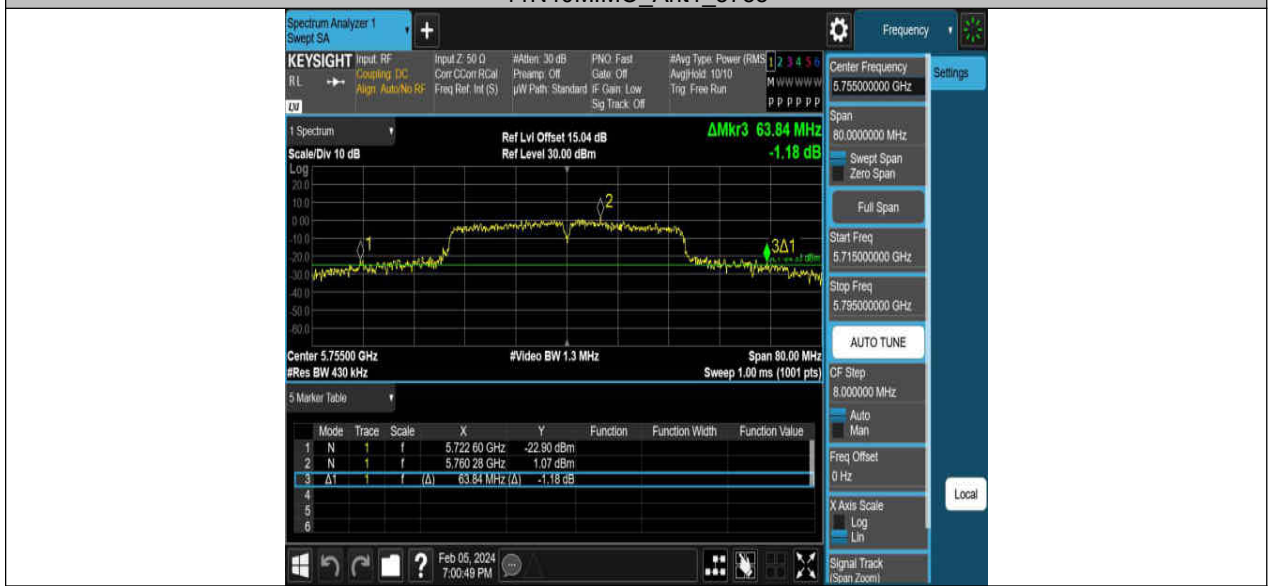 Spectrum Analyzer 1
Swept SA
+
Frequency
KEYSIGHT
RL
LXI
Input: RF
Coupling: DC
Align: Auto/No RF
Input Z: 50 Ω
Corr CCorr RCal
Freq Ref: Int (S)
#Atten: 30 dB
Preamp: Off
µW Path: Standard
PNO: Fast
Gate: Off
IF Gain: Low
Sig Track: Off
#Avg Type: Power (RMS
Avg|Hold: 10/10
Trig: Free Run
1 2 3 4 5 6
M W W W W W
P P P P P P
1 Spectrum
Scale/Div 10 dB
Ref Lvl Offset 15.04 dB
Ref Level 30.00 dBm
ΔMkr3 63.84 MHz
-1.18 dB
Log
20.0
10.0
0.00
-10.0
-20.0
-30.0
-40.0
-50.0
-60.0
1
2
3Δ1
Center 5.75500 GHz
#Res BW 430 kHz
#Video BW 1.3 MHz
Span 80.00 MHz
Sweep 1.00 ms (1001 pts)
5 Marker Table
Mode Trace Scale X Y Function Function Width Function Value
1 N 1 f 5.722 60 GHz -22.90 dBm
2 N 1 f 5.760 28 GHz 1.07 dBm
3 Δ1 1 f (Δ) 63.84 MHz (Δ) -1.18 dB
4
5
6
Feb 05, 2024
7:00:49 PM
Center Frequency
5.755000000 GHz
Settings
Span
80.0000000 MHz
Swept Span
Zero Span
Full Span
Start Freq
5.715000000 GHz
Stop Freq
5.795000000 GHz
AUTO TUNE
CF Step
8.000000 MHz
Auto
Man
Freq Offset
0 Hz
X Axis Scale
Log
Lin
Local
Signal Track
(Span Zoom)